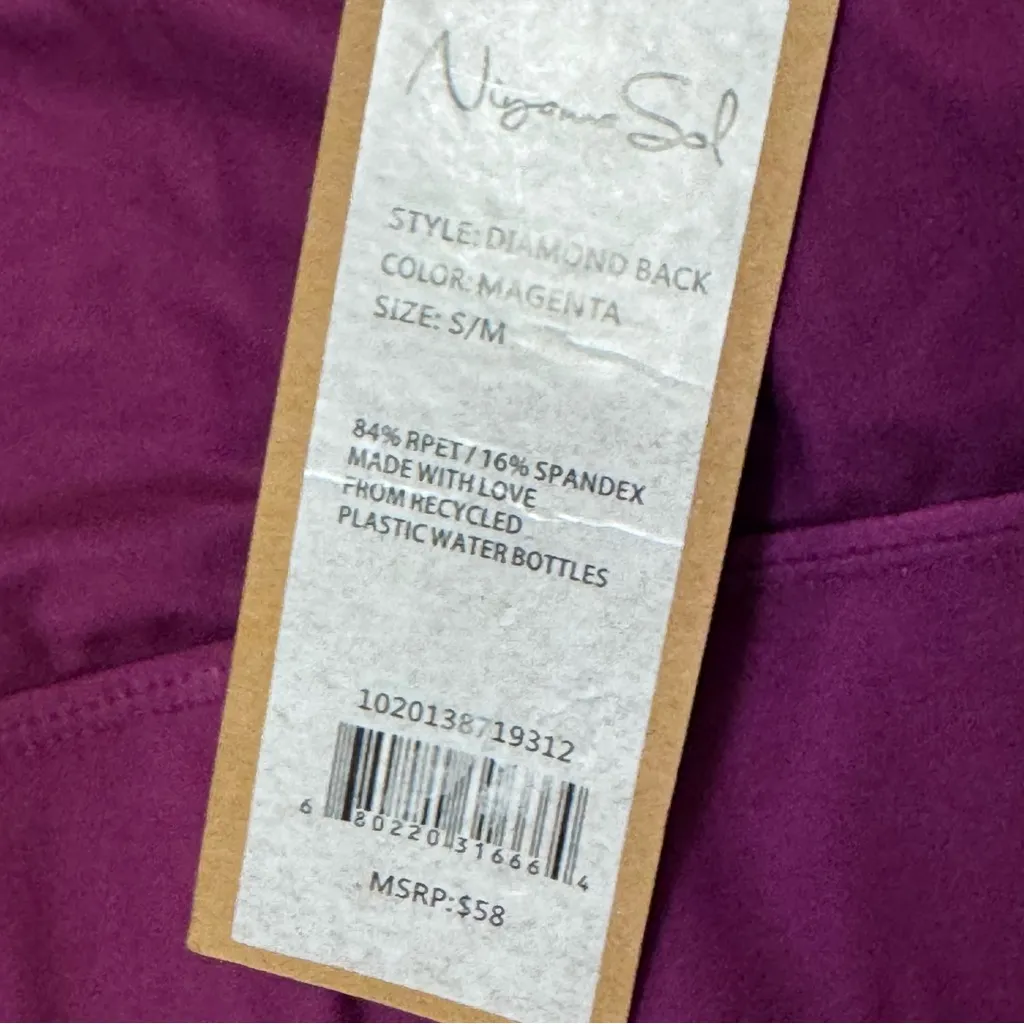 Niyama Sol
STYLE: DIAMOND BACK
COLOR: MAGENTA
SIZE: S/M
84% RPET / 16% SPANDEX
MADE WITH LOVE
FROM RECYCLED
PLASTIC WATER BOTTLES
1020138719312
6 80220 31666 4
MSRP:$58